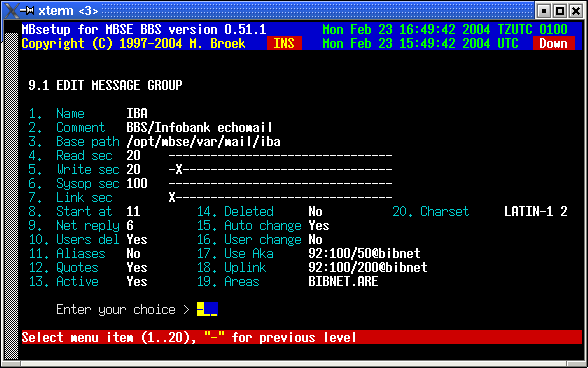 xterm <3>
MBsetup for MBSE BBS version 0.51.1 Mon Feb 23 16:49:42 2004 TZUTC 0100
Copyright (C) 1997-2004 M. Broek INS Mon Feb 23 15:49:42 2004 UTC Down
9.1 EDIT MESSAGE GROUP
1. Name IBA
2. Comment BBS/Infobank echomail
3. Base path /opt/mbse/var/mail/iba
4. Read sec 20 --------------------------------
5. Write sec 20 -X------------------------------
6. Sysop sec 100 --------------------------------
7. Link sec X-------------------------------
8. Start at 11 14. Deleted No 20. Charset LATIN-1 2
9. Net reply 6 15. Auto change Yes
10. Users del Yes 16. User change No
11. Aliases No 17. Use Aka 92:100/50@bibnet
12. Quotes Yes 18. Uplink 92:100/200@bibnet
13. Active Yes 19. Areas BIBNET.ARE
Enter your choice > -
Select menu item (1..20), "-" for previous level